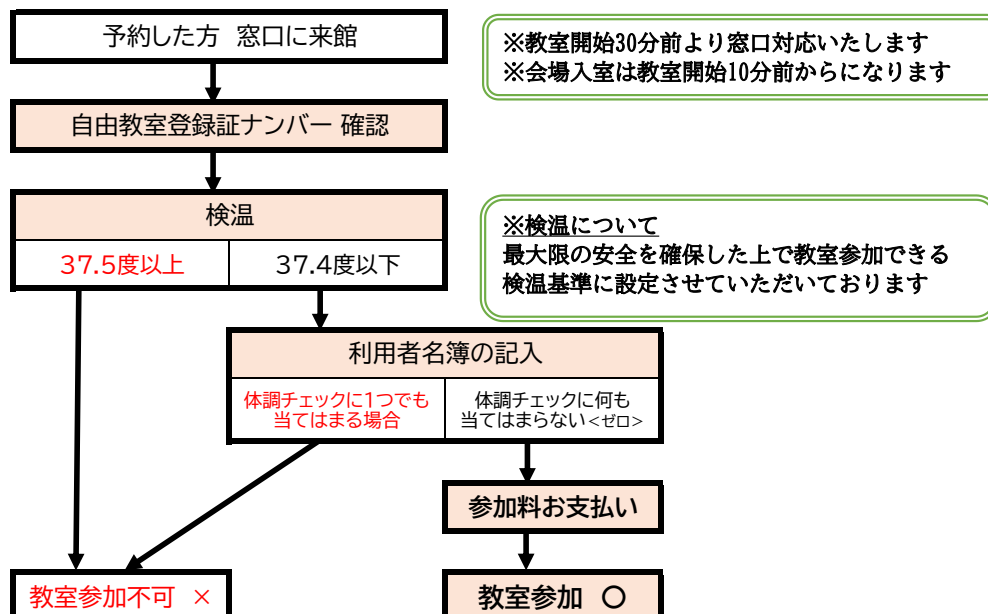 予約した方 窓口に来館
※教室開始30分前より窓口対応いたします
※会場入室は教室開始10分前からになります
自由教室登録証ナンバー 確認
検温
37.5度以上
37.4度以下
※検温について
最大限の安全を確保した上で教室参加できる
検温基準に設定させていただいております
利用者名簿の記入
体調チェックに1つでも
当てはまる場合
体調チェックに何も
当てはまらない<ゼロ>
参加料お支払い
教室参加不可 ×
教室参加 〇